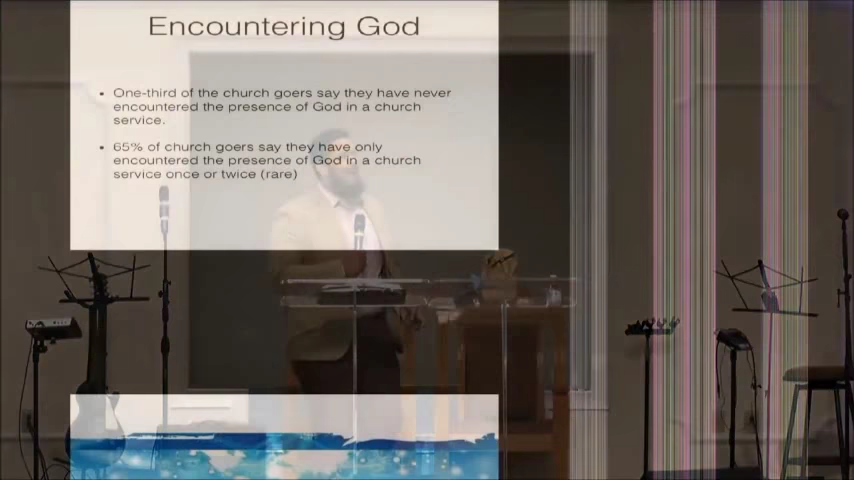 Encountering God
• One-third of the church goers say they have never
encountered the presence of God in a church
service.
• 65% of church goers say they have only
encountered the presence of God in a church
service once or twice (rare)